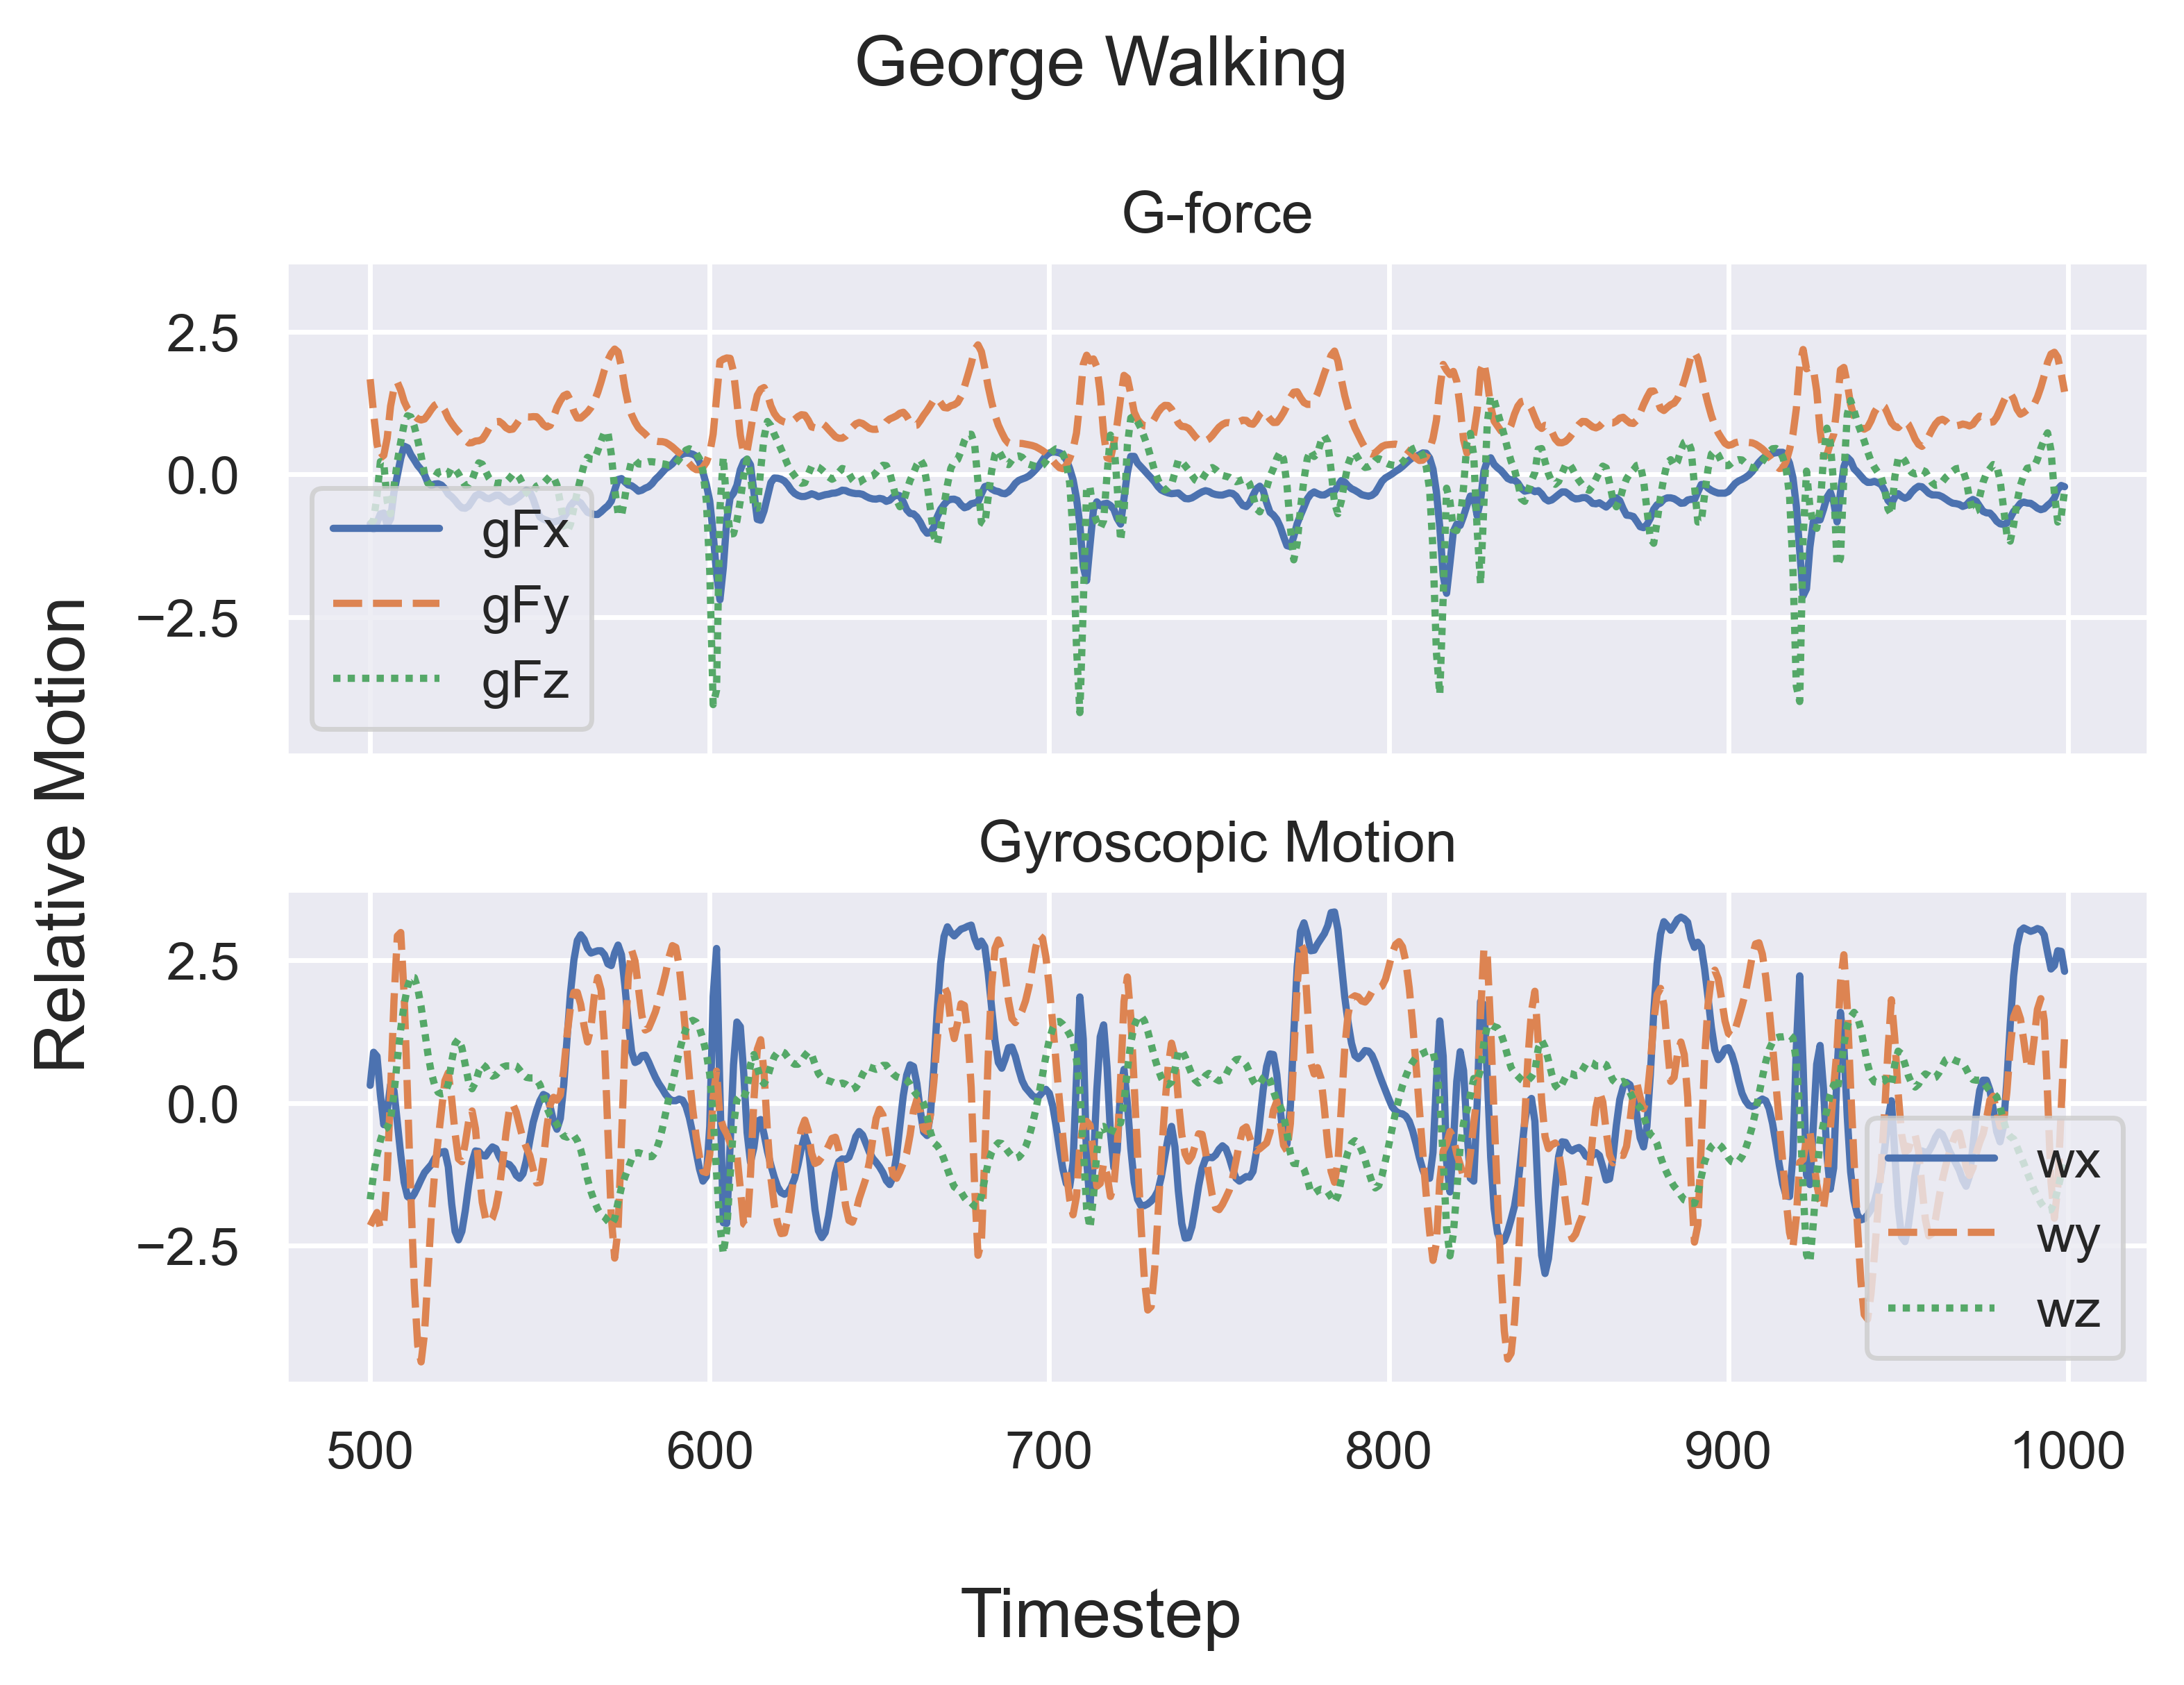 George Walking
G-force
2.5
0.0
−2.5
gFx
gFy
gFz
Relative Motion
Gyroscopic Motion
2.5
0.0
−2.5
wx
wy
wz
500 600 700 800 900 1000
Timestep